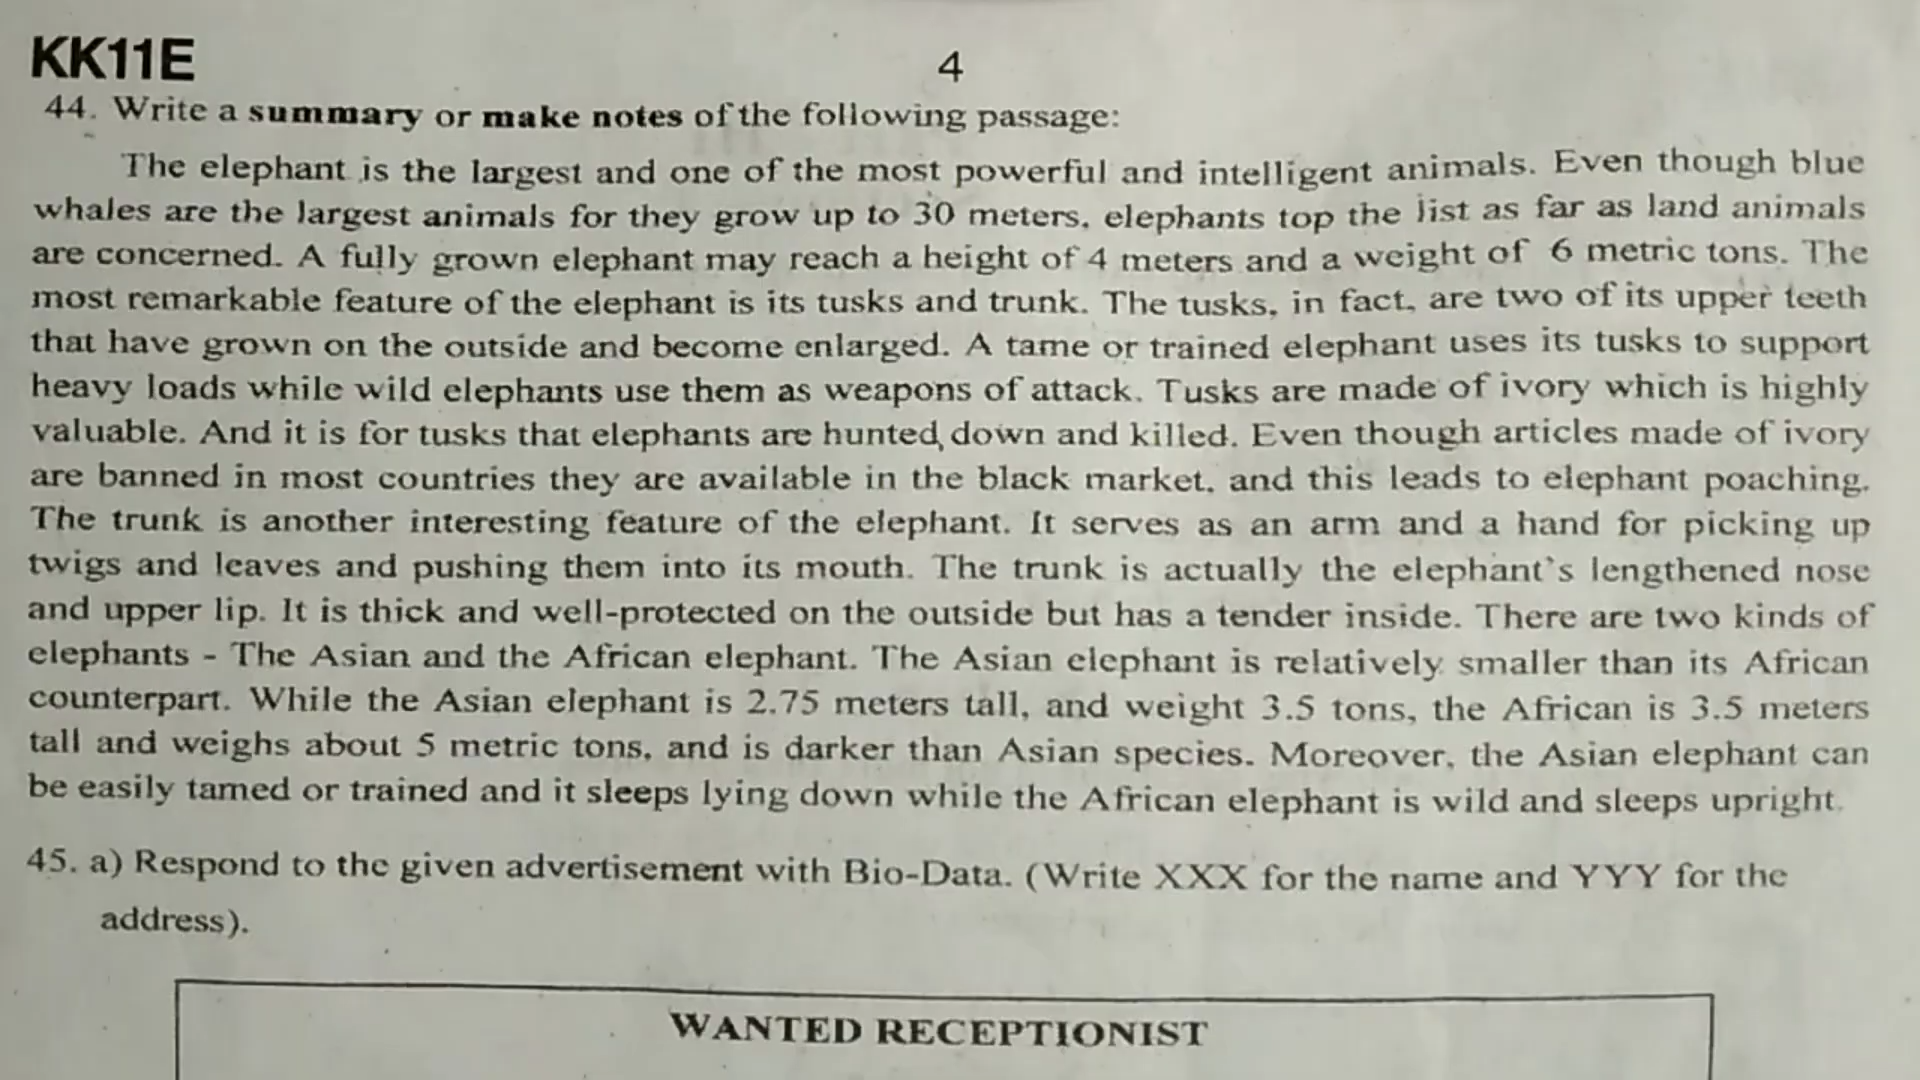 KK11E
4
44. Write a summary or make notes of the following passage:
The elephant is the largest and one of the most powerful and intelligent animals. Even though blue
whales are the largest animals for they grow up to 30 meters, elephants top the list as far as land animals
are concerned. A fully grown elephant may reach a height of 4 meters and a weight of 6 metric tons. The
most remarkable feature of the elephant is its tusks and trunk. The tusks, in fact, are two of its upper teeth
that have grown on the outside and become enlarged. A tame or trained elephant uses its tusks to support
heavy loads while wild elephants use them as weapons of attack. Tusks are made of ivory which is highly
valuable. And it is for tusks that elephants are hunted down and killed. Even though articles made of ivory
are banned in most countries they are available in the black market, and this leads to elephant poaching.
The trunk is another interesting feature of the elephant. It serves as an arm and a hand for picking up
twigs and leaves and pushing them into its mouth. The trunk is actually the elephant's lengthened nose
and upper lip. It is thick and well-protected on the outside but has a tender inside. There are two kinds of
elephants - The Asian and the African elephant. The Asian elephant is relatively smaller than its African
counterpart. While the Asian elephant is 2.75 meters tall, and weight 3.5 tons, the African is 3.5 meters
tall and weighs about 5 metric tons, and is darker than Asian species. Moreover, the Asian elephant can
be easily tamed or trained and it sleeps lying down while the African elephant is wild and sleeps upright.
45. a) Respond to the given advertisement with Bio-Data. (Write XXX for the name and YYY for the
address).
WANTED RECEPTIONIST